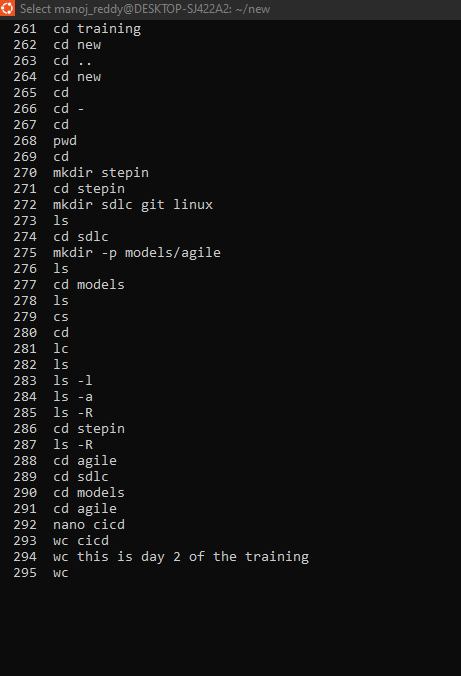 Select manoj_reddy@DESKTOP-SJ422A2: ~/new
261 cd training
262 cd new
263 cd ..
264 cd new
265 cd
266 cd -
267 cd
268 pwd
269 cd
270 mkdir stepin
271 cd stepin
272 mkdir sdlc git linux
273 ls
274 cd sdlc
275 mkdir -p models/agile
276 ls
277 cd models
278 ls
279 cs
280 cd
281 lc
282 ls
283 ls -l
284 ls -a
285 ls -R
286 cd stepin
287 ls -R
288 cd agile
289 cd sdlc
290 cd models
291 cd agile
292 nano cicd
293 wc cicd
294 wc this is day 2 of the training
295 wc